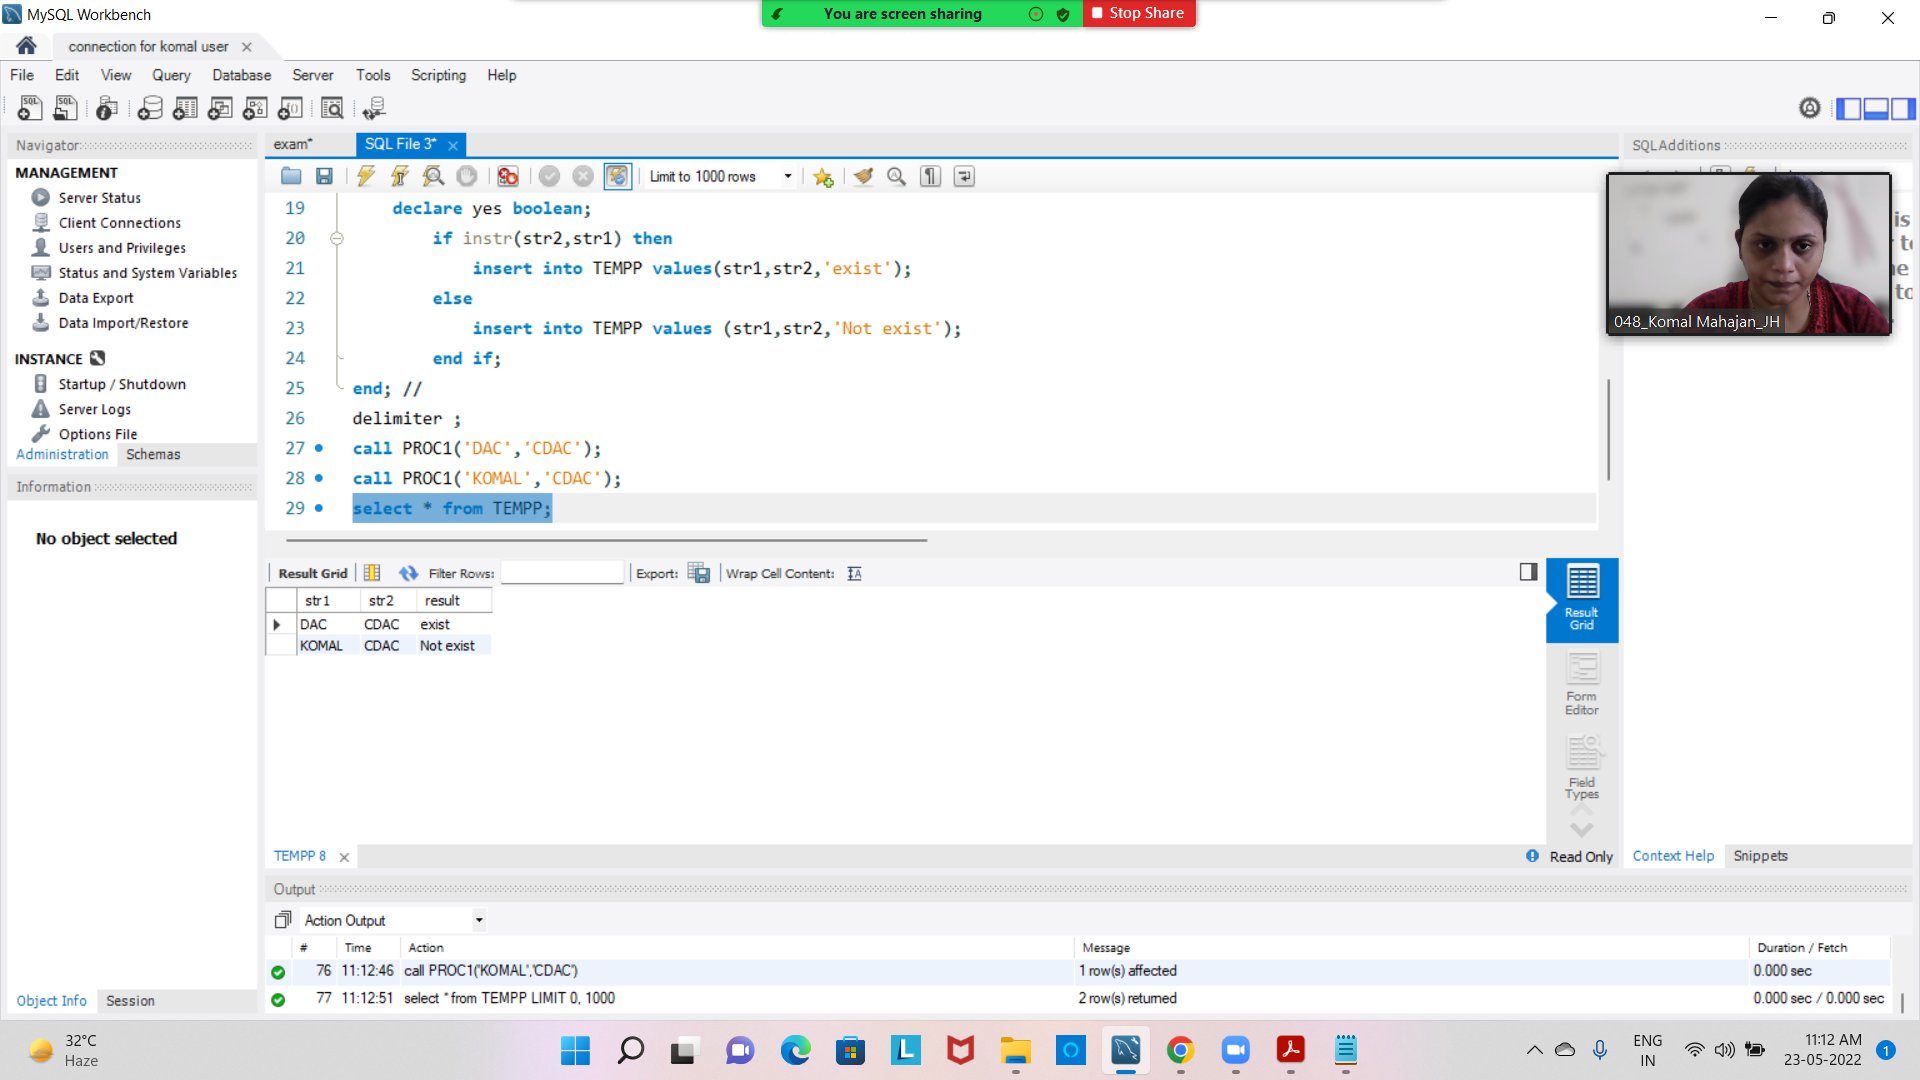 MySQL Workbench
You are screen sharing
Stop Share
connection for komal user
File Edit View Query Database Server Tools Scripting Help
Navigator
MANAGEMENT
Server Status
Client Connections
Users and Privileges
Status and System Variables
Data Export
Data Import/Restore
INSTANCE
Startup / Shutdown
Server Logs
Options File
Administration Schemas
Information
No object selected
Object Info Session
exam* SQL File 3*
Limit to 1000 rows
19 declare yes boolean;
20 if instr(str2,str1) then
21 insert into TEMPP values(str1,str2,'exist');
22 else
23 insert into TEMPP values (str1,str2,'Not exist');
24 end if;
25 end; //
26 delimiter ;
27 call PROC1('DAC','CDAC');
28 call PROC1('KOMAL','CDAC');
29 select * from TEMPP;
Result Grid Filter Rows: Export: Wrap Cell Content:
str1 str2 result
DAC CDAC exist
KOMAL CDAC Not exist
Result
Grid
Form
Editor
Field
Types
TEMPP 8
Read Only
SQLAdditions
048_Komal Mahajan_JH
Context Help Snippets
Output
Action Output
# Time Action Message Duration / Fetch
76 11:12:46 call PROC1('KOMAL','CDAC') 1 row(s) affected 0.000 sec
77 11:12:51 select * from TEMPP LIMIT 0, 1000 2 row(s) returned 0.000 sec / 0.000 sec
32°C
Haze
ENG
IN
11:12 AM
23-05-2022
1